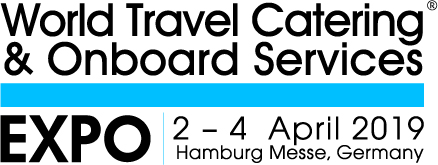 World Travel Catering
& Onboard Services®
EXPO
2 – 4 April 2019
Hamburg Messe, Germany